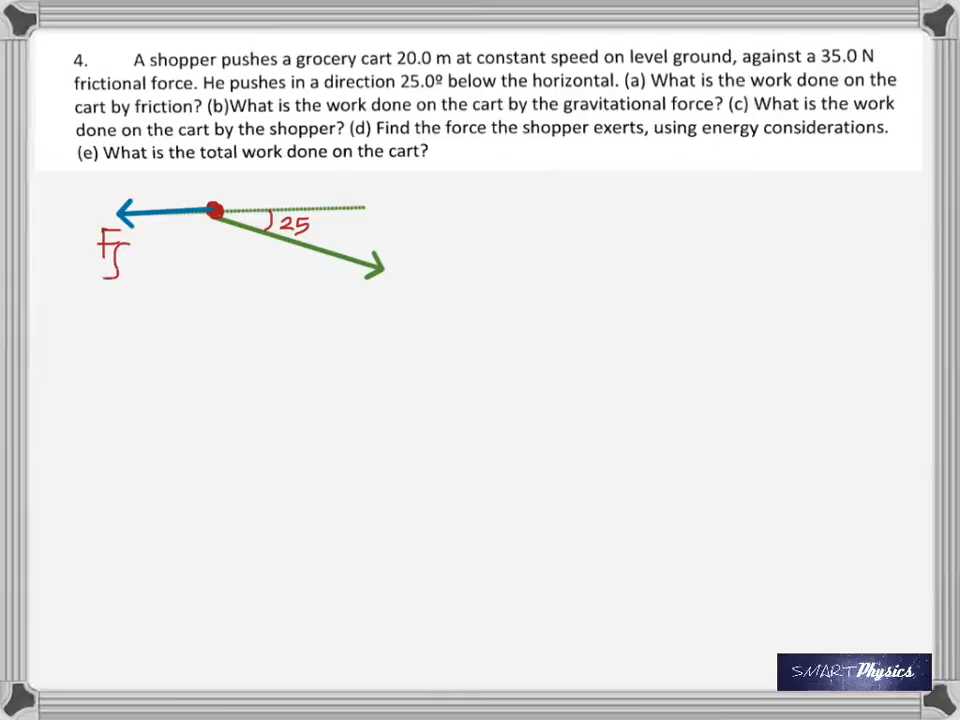 4. A shopper pushes a grocery cart 20.0 m at constant speed on level ground, against a 35.0 N
frictional force. He pushes in a direction 25.0º below the horizontal. (a) What is the work done on the
cart by friction? (b)What is the work done on the cart by the gravitational force? (c) What is the work
done on the cart by the shopper? (d) Find the force the shopper exerts, using energy considerations.
(e) What is the total work done on the cart?
25
Ff
SMART Physics